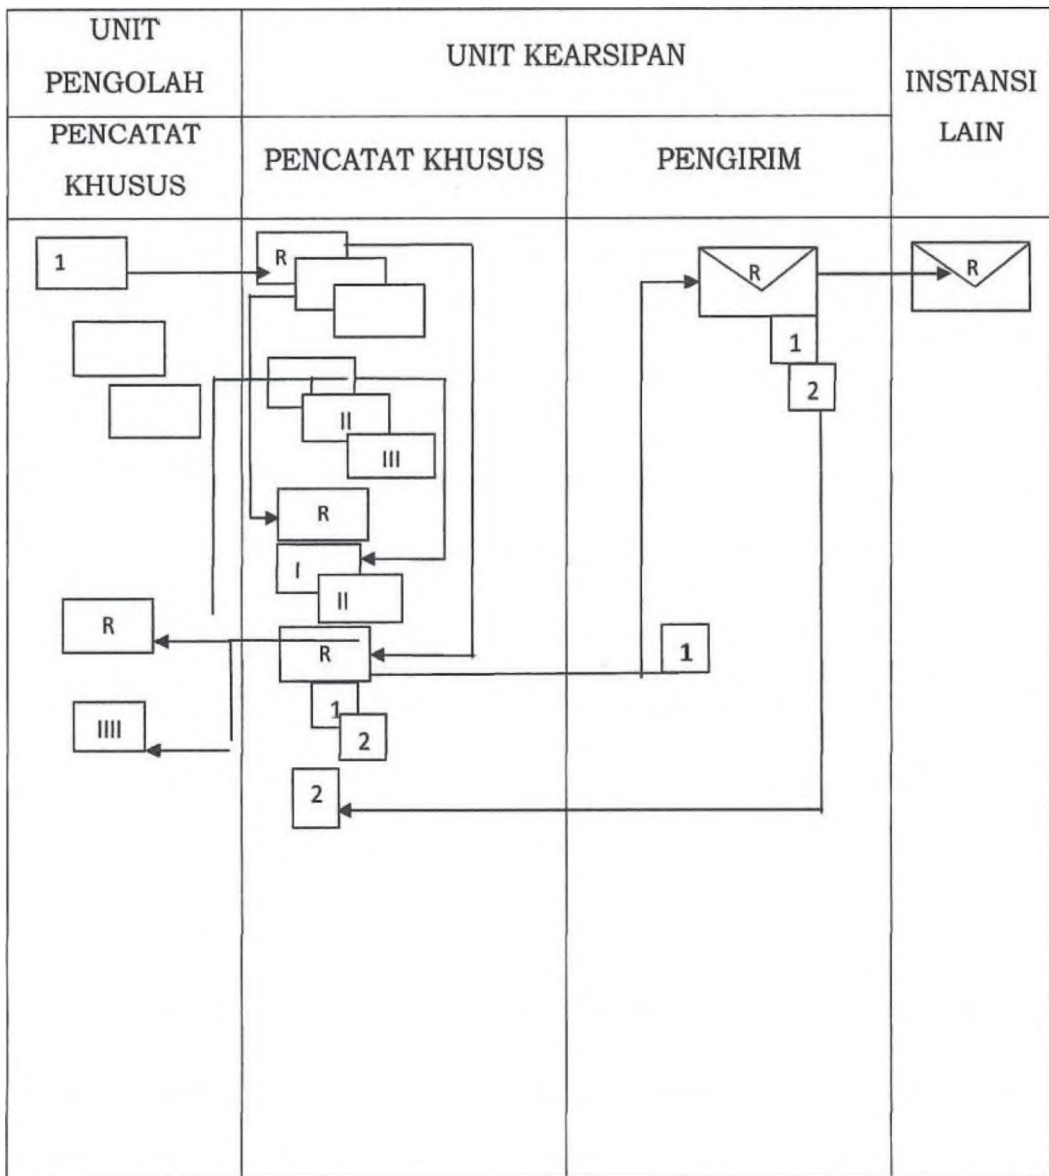 UNIT
PENGOLAH
UNIT KEARSIPAN
INSTANSI
LAIN
PENCATAT
KHUSUS
PENCATAT KHUSUS
PENGIRIM
1
R
R
R
1
2
II
III
R
I
II
R
R
1
IIII
1
2
2